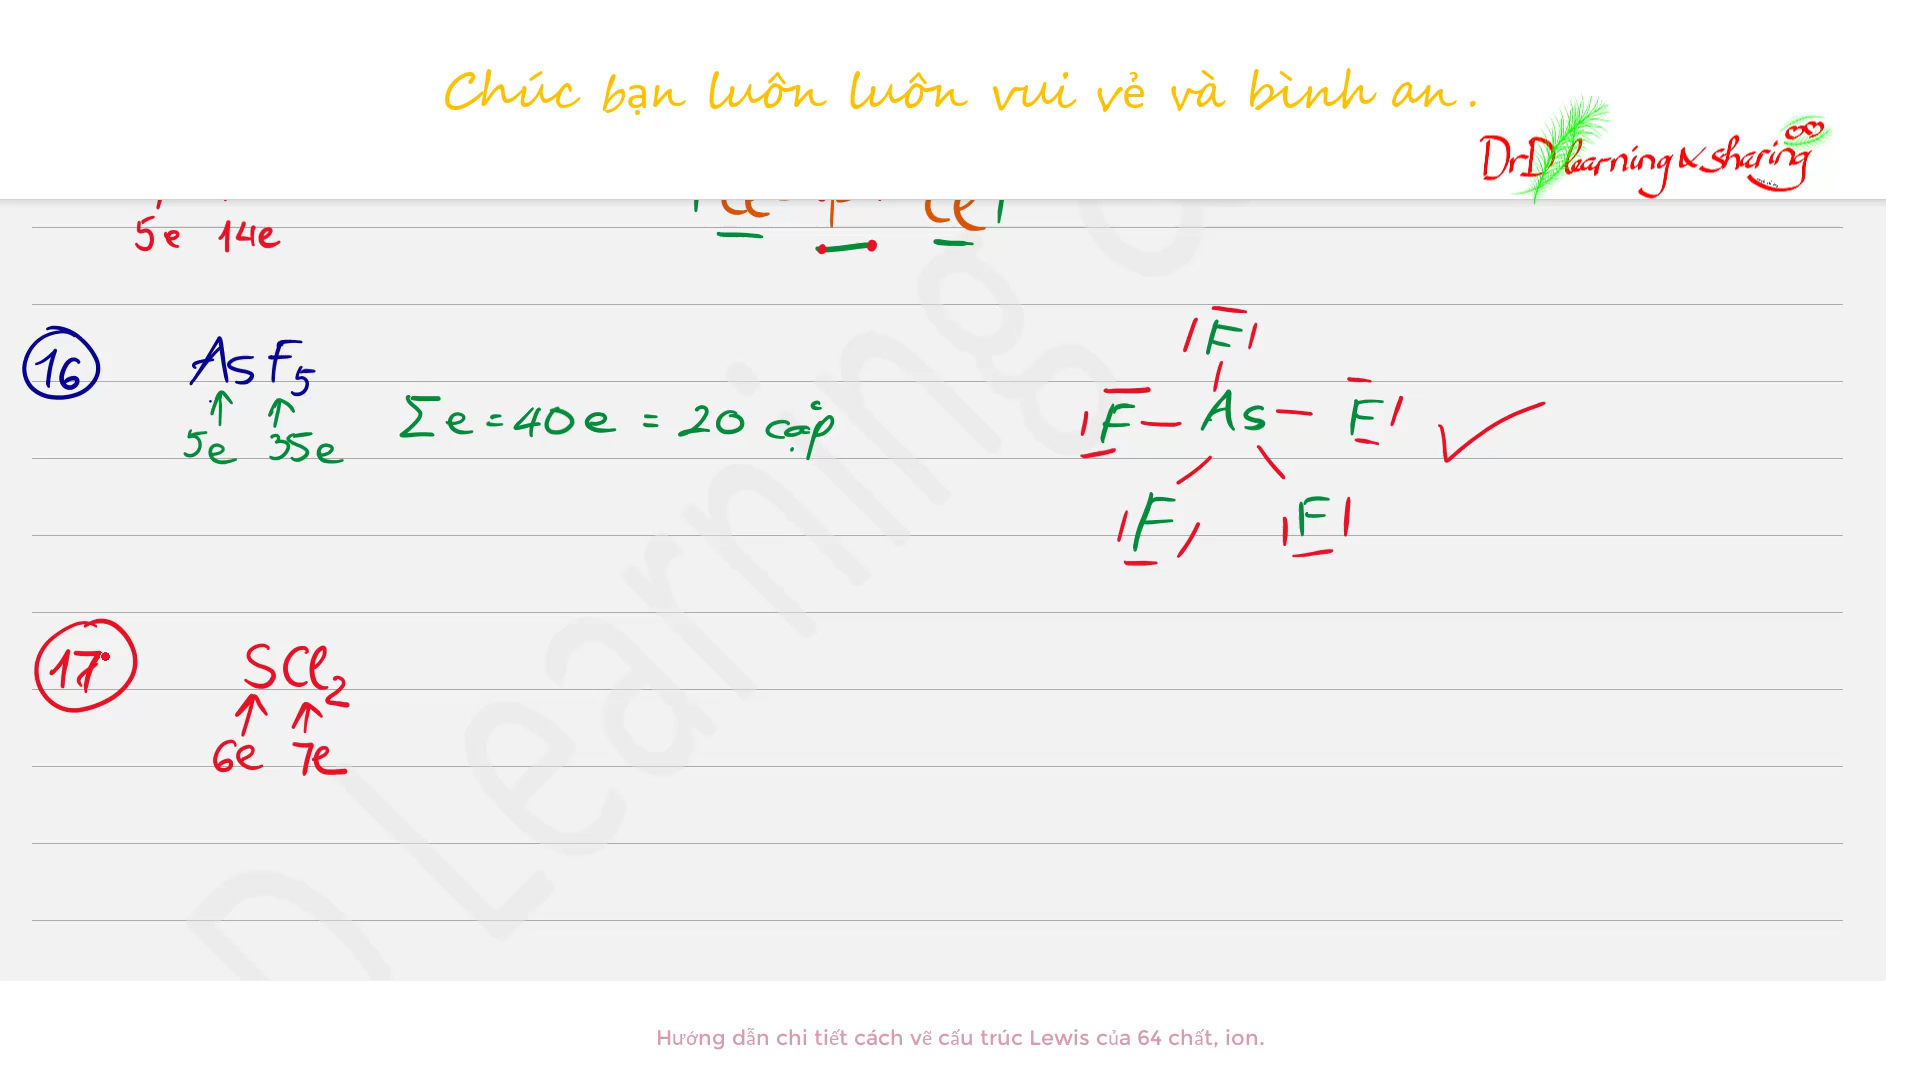 Chúc bạn luôn luôn vui vẻ và bình an.
DrD learning & sharing
5e 14e
16 AsF5
5e 35e
Σe = 40e = 20 cặp
F
F As F
F F
17 SCl2
6e 7e
D Learning &
Hướng dẫn chi tiết cách vẽ cấu trúc Lewis của 64 chất, ion.